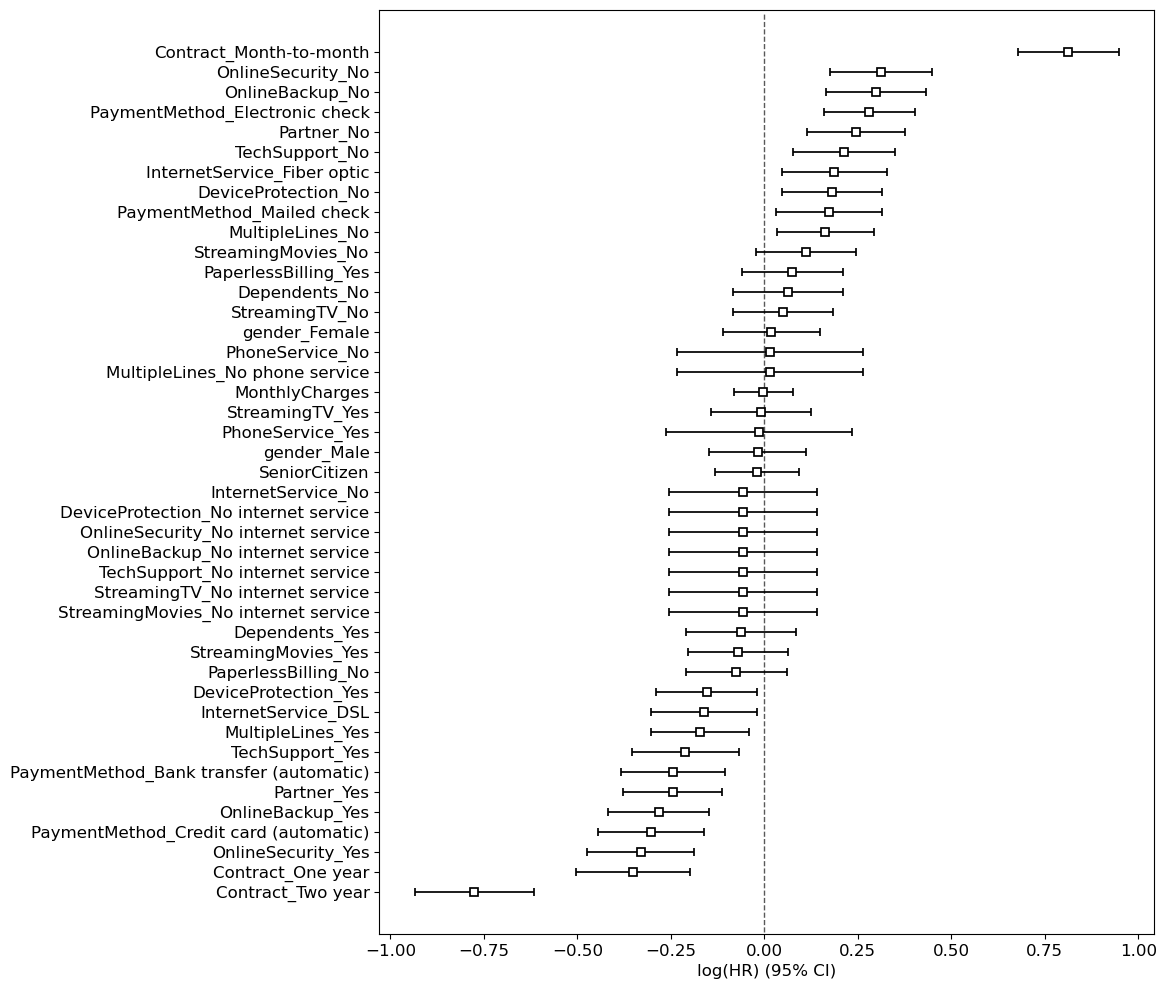 Contract_Month-to-month
OnlineSecurity_No
OnlineBackup_No
PaymentMethod_Electronic check
Partner_No
TechSupport_No
InternetService_Fiber optic
DeviceProtection_No
PaymentMethod_Mailed check
MultipleLines_No
StreamingMovies_No
PaperlessBilling_Yes
Dependents_No
StreamingTV_No
gender_Female
PhoneService_No
MultipleLines_No phone service
MonthlyCharges
StreamingTV_Yes
PhoneService_Yes
gender_Male
SeniorCitizen
InternetService_No
DeviceProtection_No internet service
OnlineSecurity_No internet service
OnlineBackup_No internet service
TechSupport_No internet service
StreamingTV_No internet service
StreamingMovies_No internet service
Dependents_Yes
StreamingMovies_Yes
PaperlessBilling_No
DeviceProtection_Yes
InternetService_DSL
MultipleLines_Yes
TechSupport_Yes
PaymentMethod_Bank transfer (automatic)
Partner_Yes
OnlineBackup_Yes
PaymentMethod_Credit card (automatic)
OnlineSecurity_Yes
Contract_One year
Contract_Two year
−1.00 −0.75 −0.50 −0.25 0.00 0.25 0.50 0.75 1.00
log(HR) (95% CI)